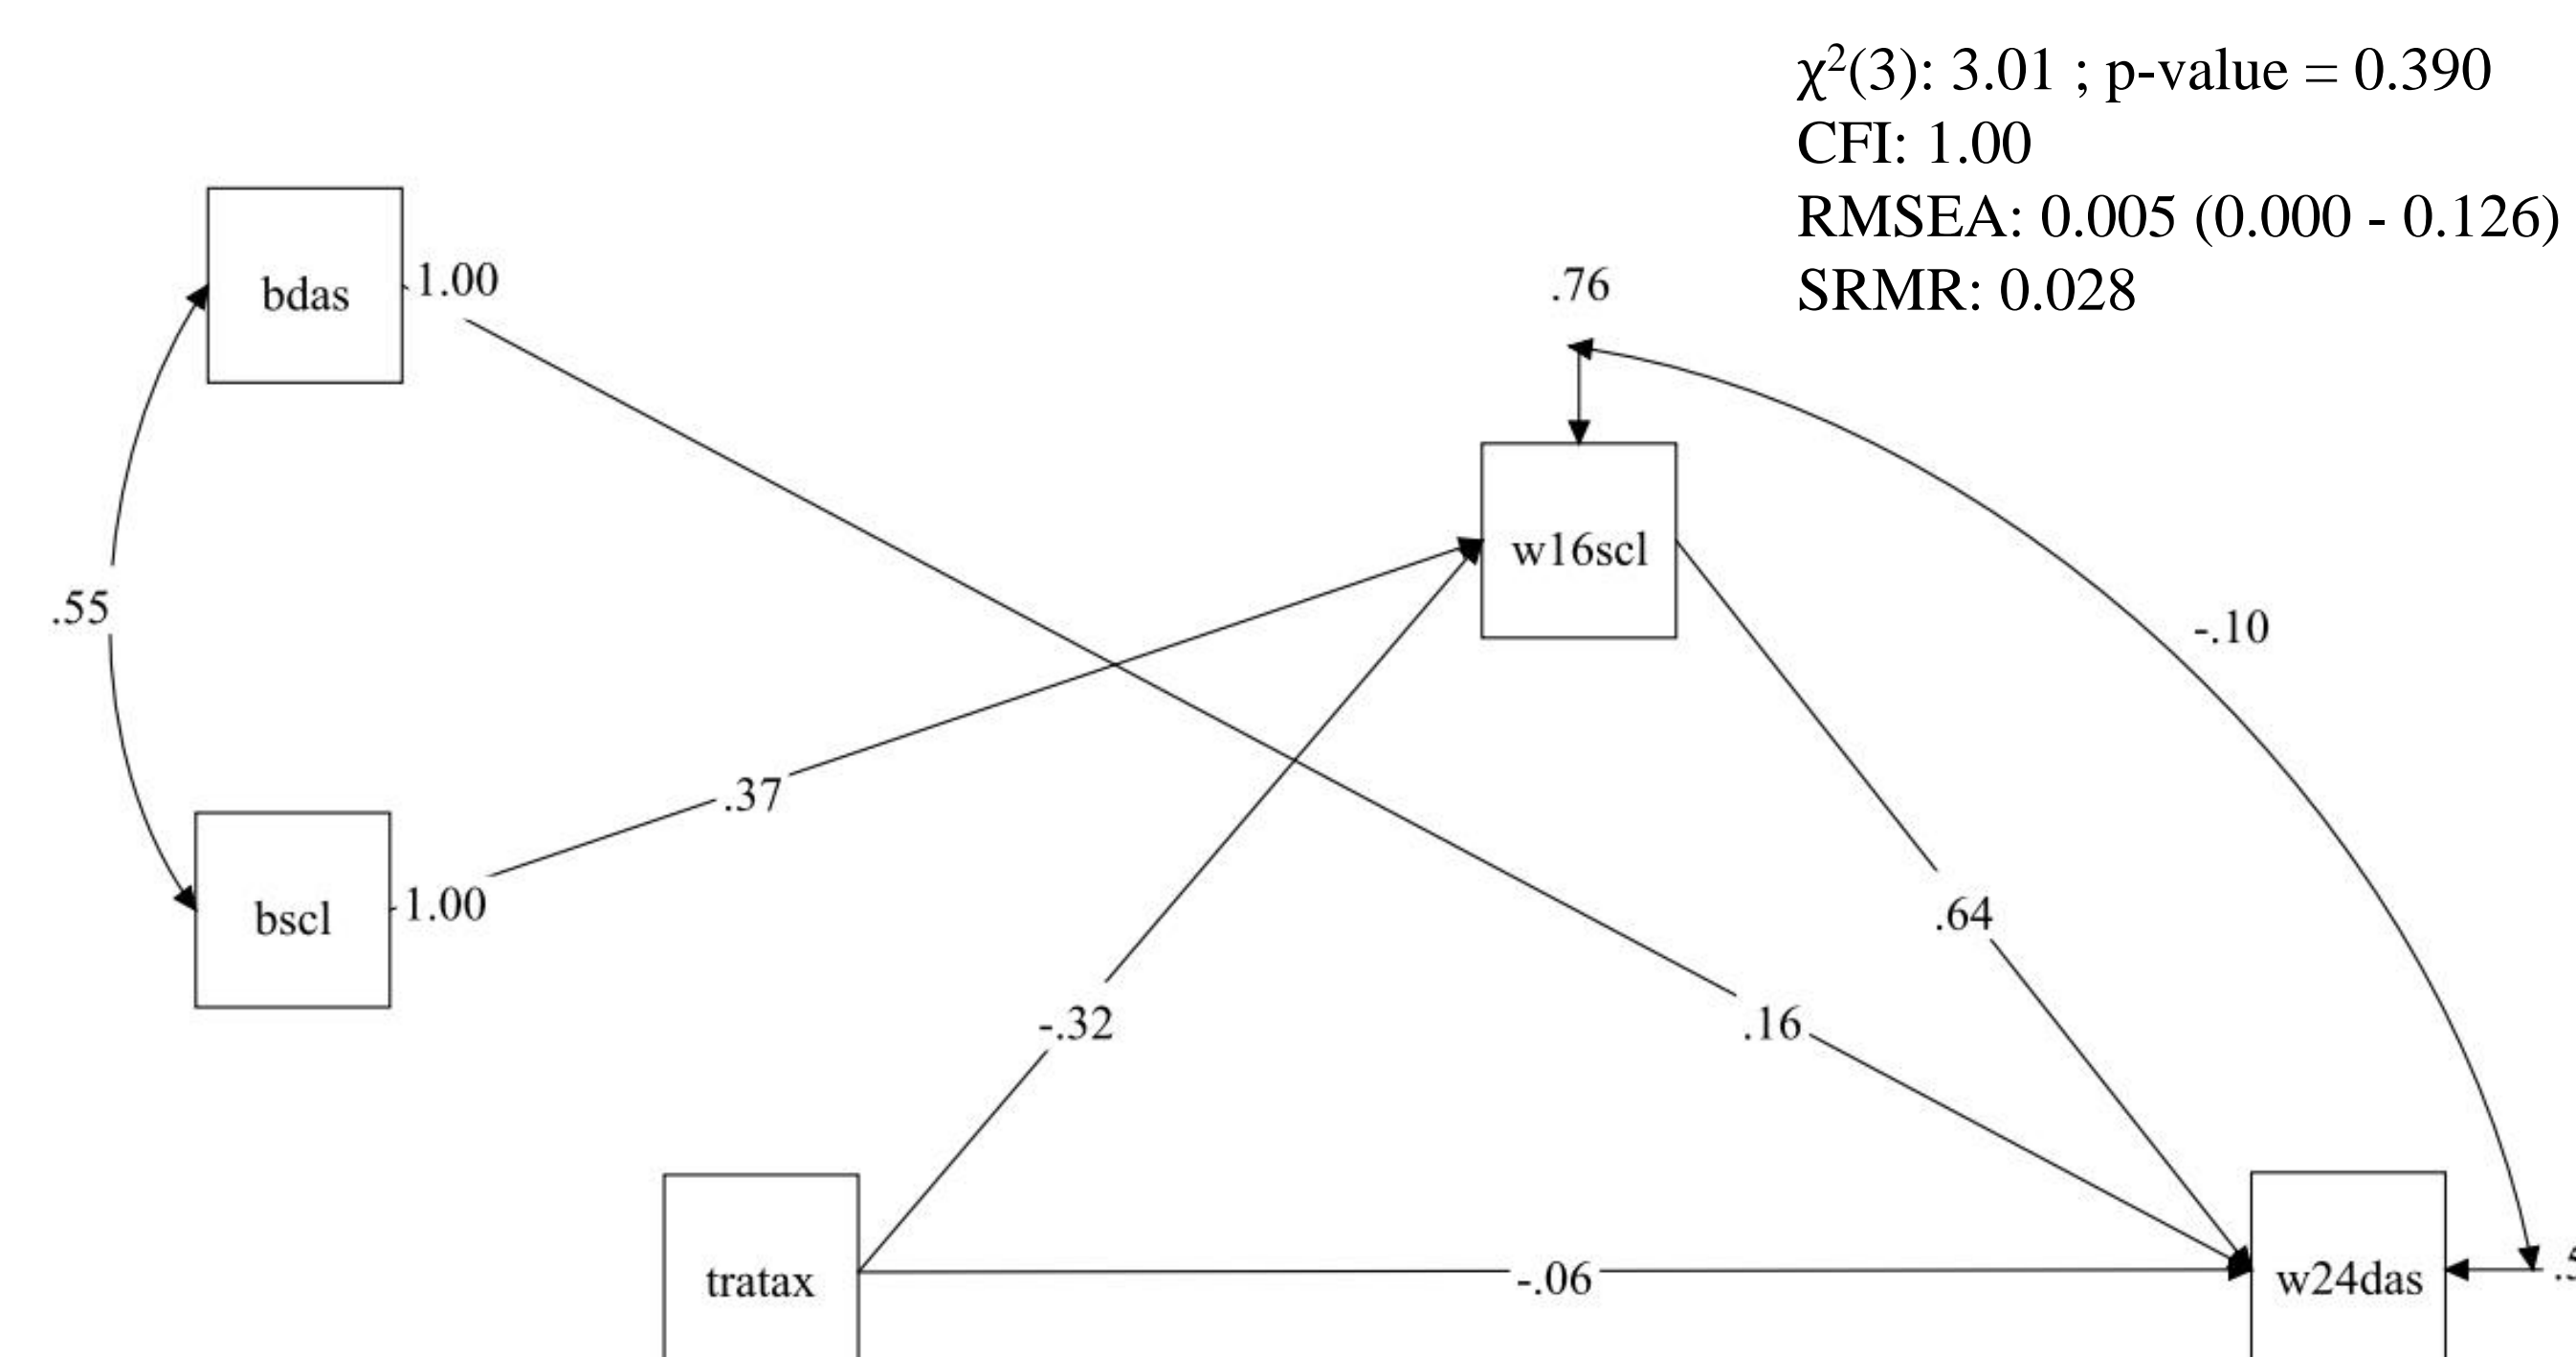 χ²(3): 3.01 ; p-value = 0.390
CFI: 1.00
RMSEA: 0.005 (0.000 - 0.126)
SRMR: 0.028
bdas
1.00
.76
w16scl
.55
-.10
.37
bscl
1.00
.64
-.32
.16
tratax
-.06
w24das